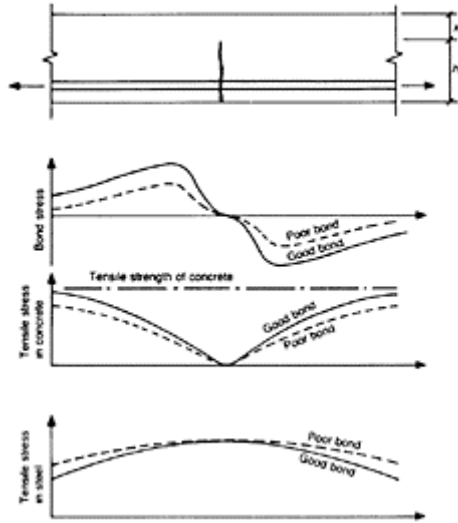 Bond stress
Poor bond
Good bond
Tensile strength of concrete
Tensile stress
in concrete
Good bond
Poor bond
Tensile stress
in steel
Poor bond
Good bond